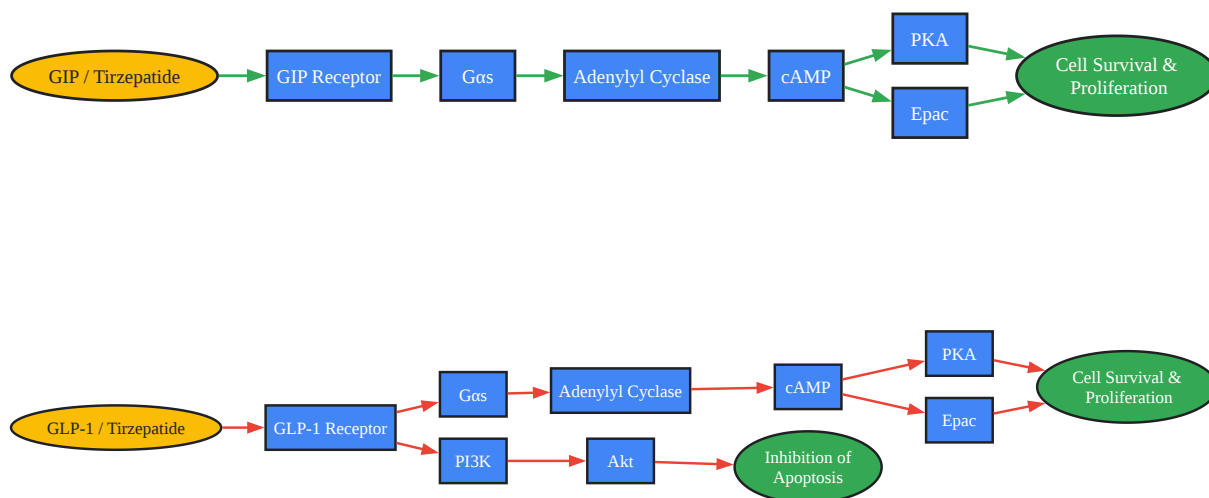 GIP / Tirzepatide
GIP Receptor
Gαs
Adenylyl Cyclase
cAMP
PKA
Epac
Cell Survival &
Proliferation
GLP-1 / Tirzepatide
GLP-1 Receptor
Gαs
Adenylyl Cyclase
cAMP
PKA
Epac
Cell Survival &
Proliferation
PI3K
Akt
Inhibition of
Apoptosis